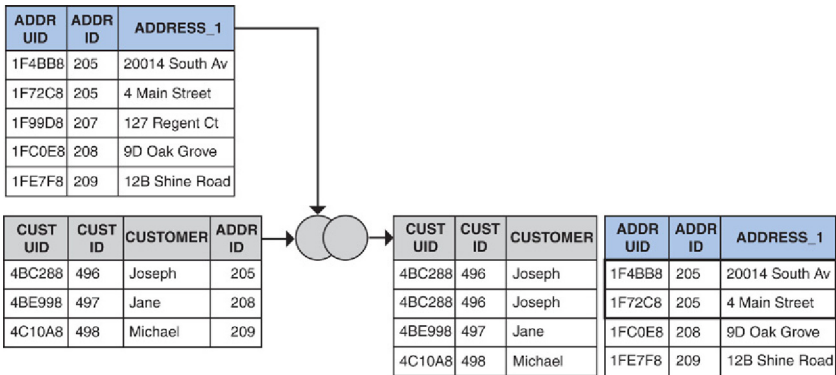 ADDR UID ADDR ID ADDRESS_1
1F4BB8 205 20014 South Av
1F72C8 205 4 Main Street
1F99D8 207 127 Regent Ct
1FC0E8 208 9D Oak Grove
1FE7F8 209 12B Shine Road
CUST UID CUST ID CUSTOMER ADDR ID
4BC288 496 Joseph 205
4BE998 497 Jane 208
4C10A8 498 Michael 209
CUST UID CUST ID CUSTOMER ADDR UID ADDR ID ADDRESS_1
4BC288 496 Joseph 1F4BB8 205 20014 South Av
4BC288 496 Joseph 1F72C8 205 4 Main Street
4BE998 497 Jane 1FC0E8 208 9D Oak Grove
4C10A8 498 Michael 1FE7F8 209 12B Shine Road